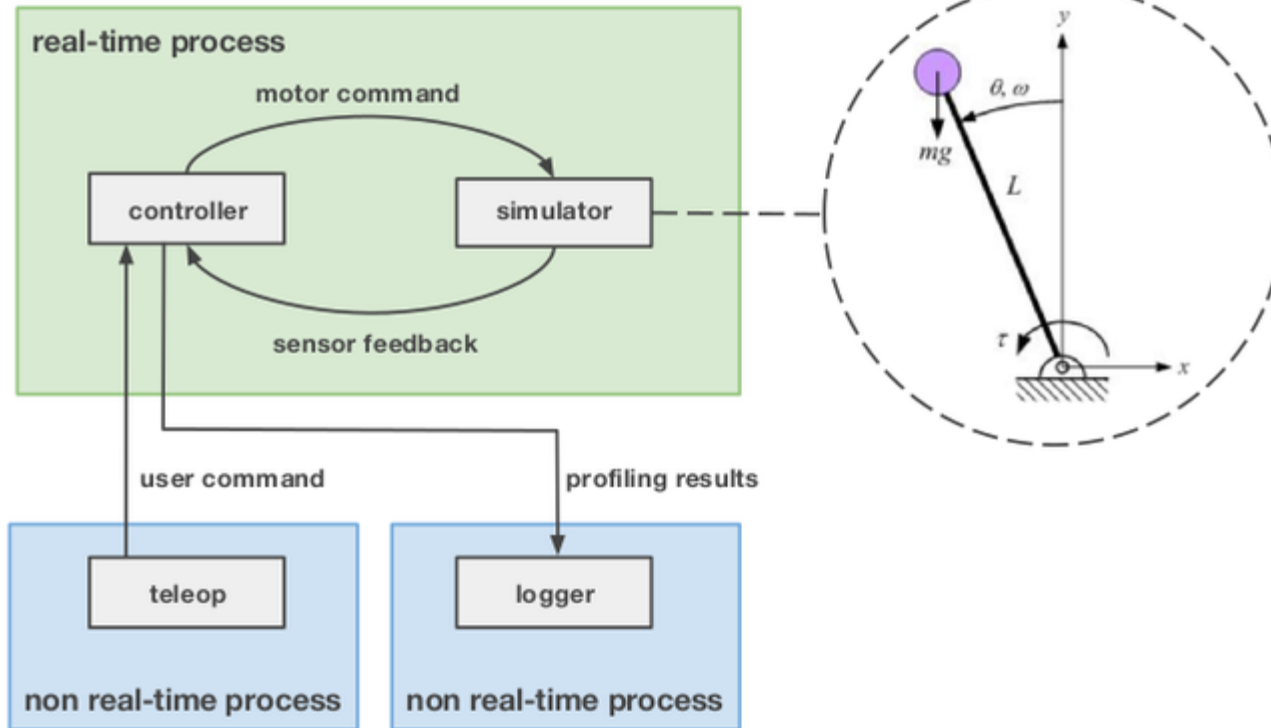 real-time process
motor command
controller
simulator
sensor feedback
user command
profiling results
teleop
logger
non real-time process
non real-time process
y
θ, ω
mg
L
τ
x